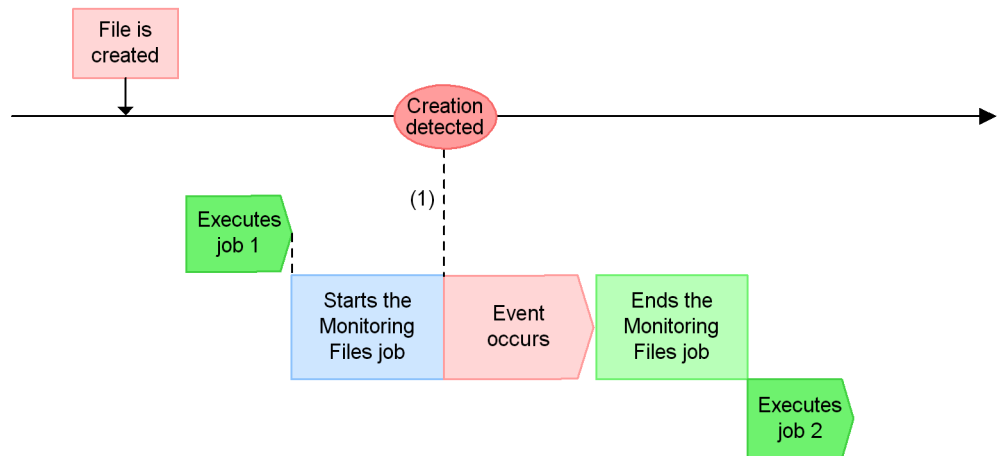 File is
created
Creation
detected
(1)
Executes
job 1
Starts the
Monitoring
Files job
Event
occurs
Ends the
Monitoring
Files job
Executes
job 2